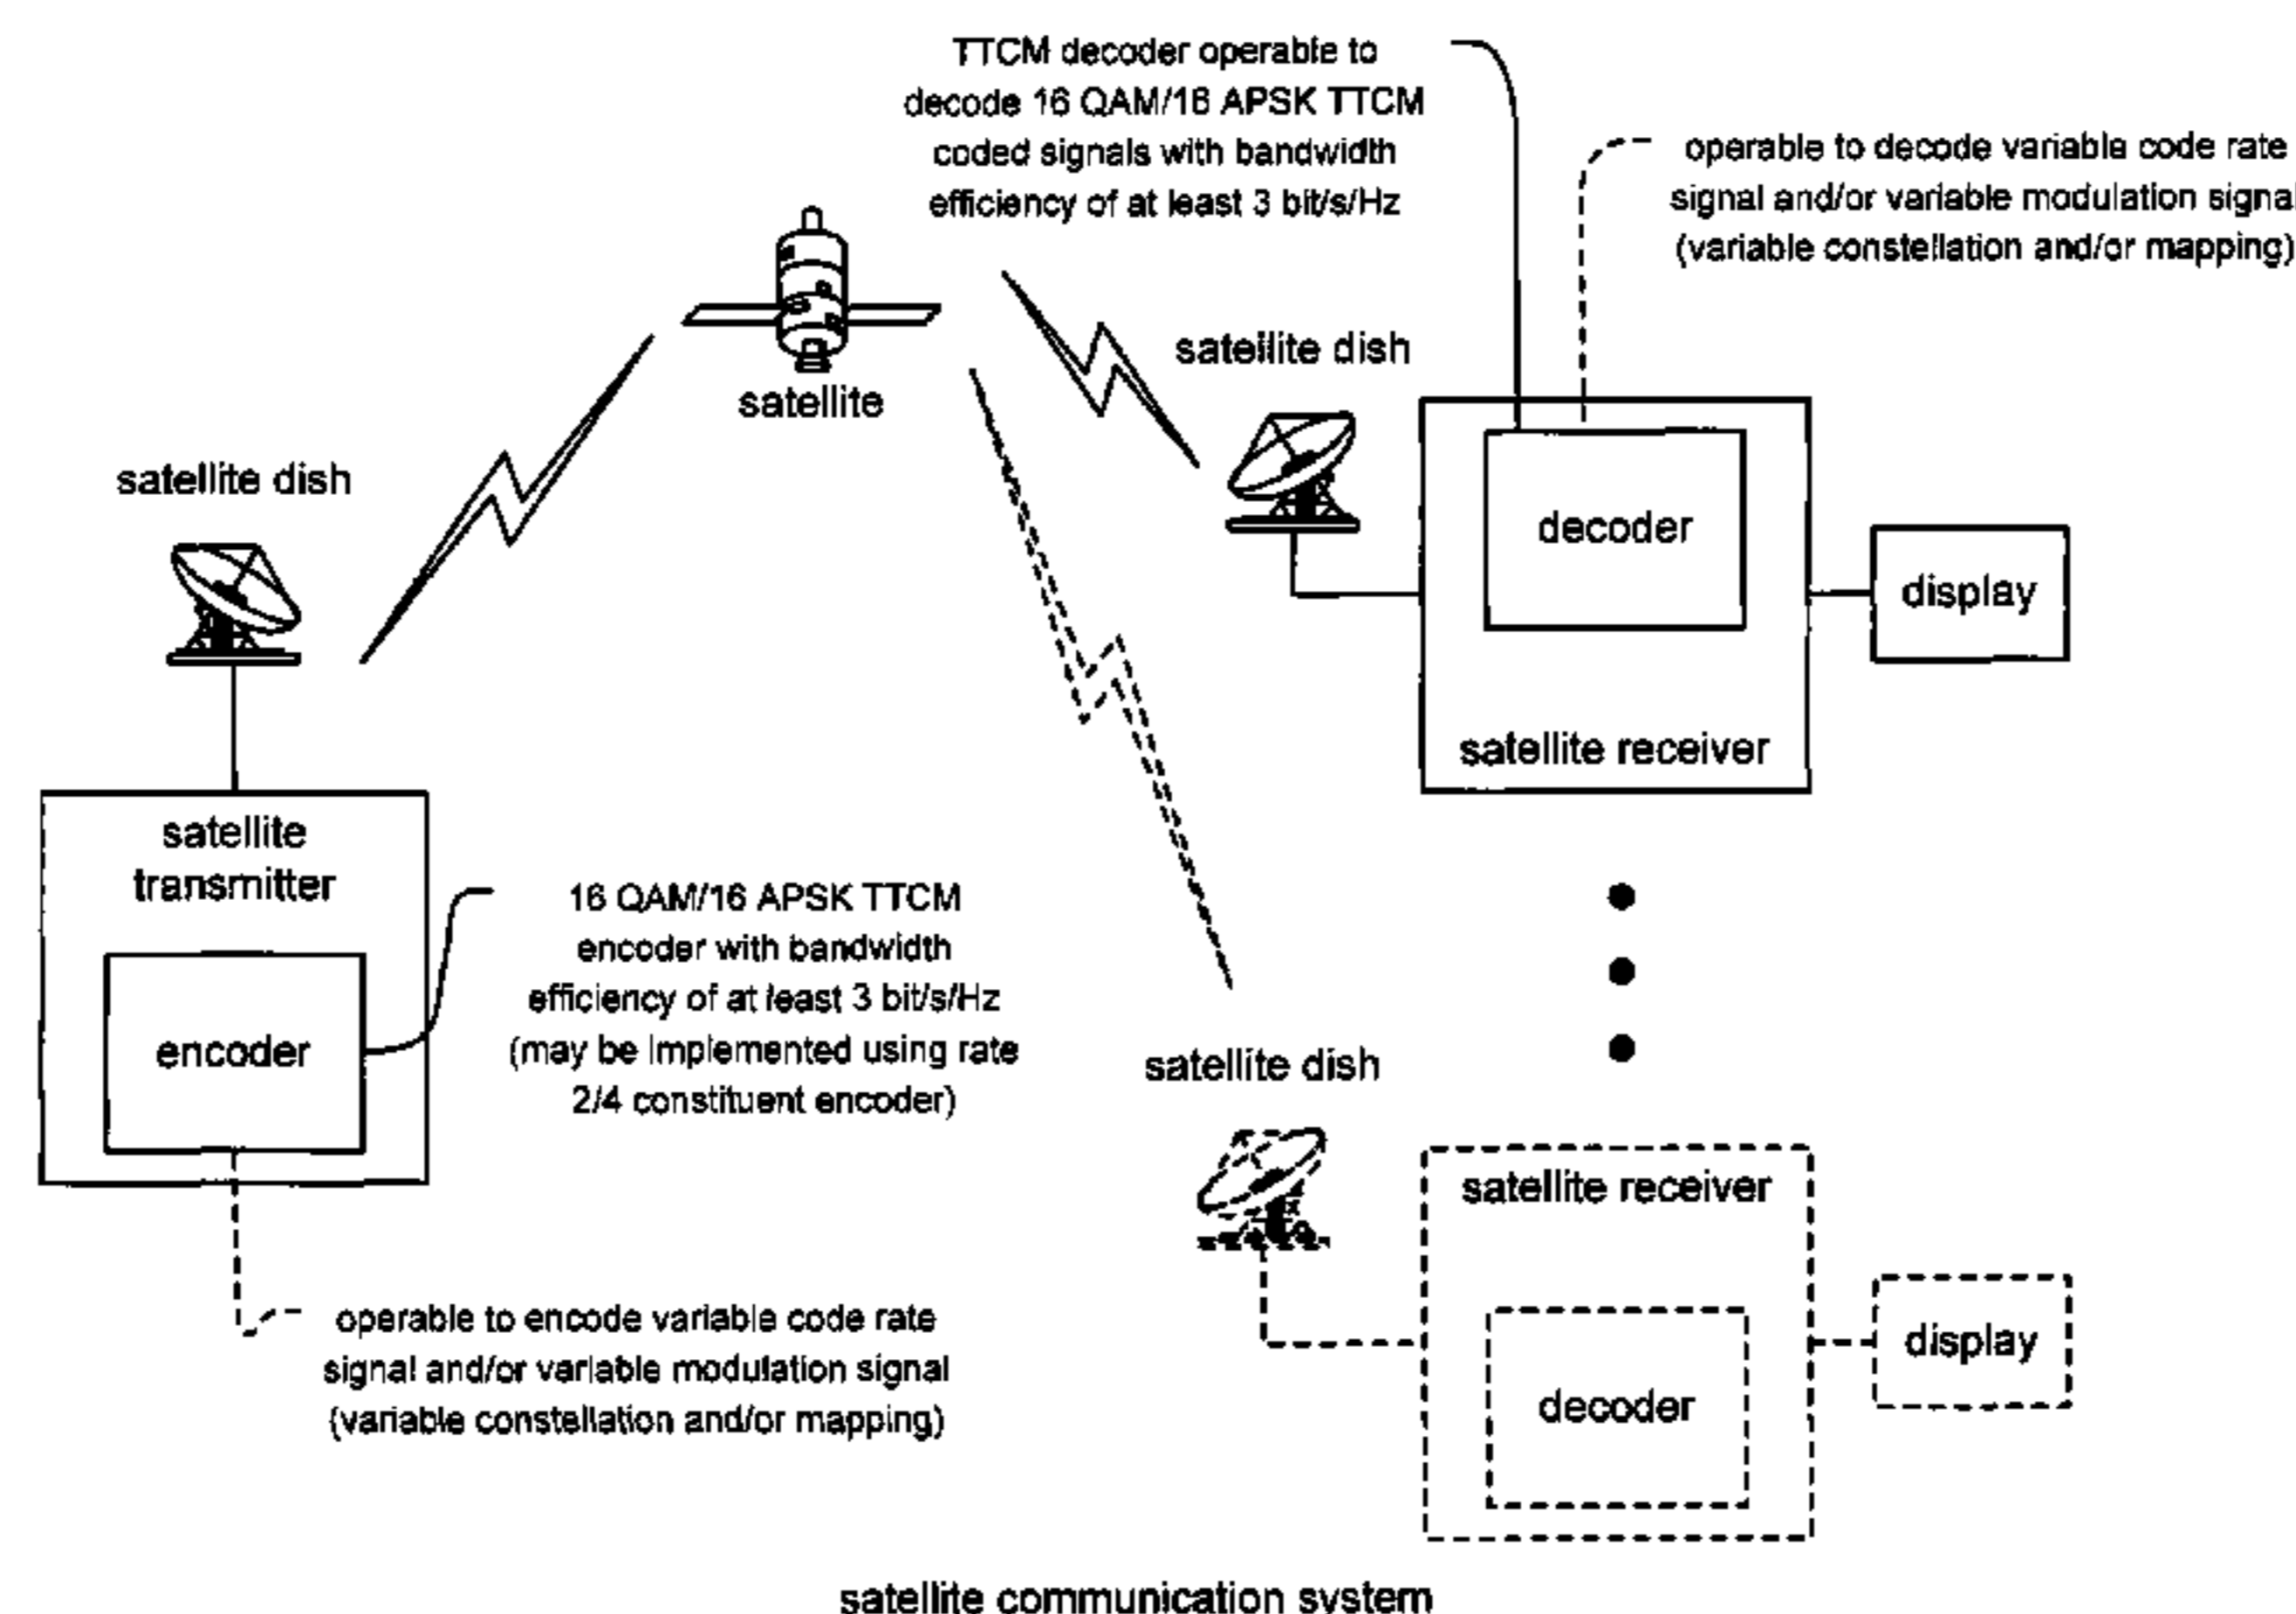 TTCM decoder operable to
decode 16 QAM/16 APSK TTCM
coded signals with bandwidth
efficiency of at least 3 bit/s/Hz
operable to decode variable code rate
signal and/or variable modulation signal
(variable constellation and/or mapping)
satellite
satellite dish
decoder
display
satellite receiver
satellite dish
satellite
transmitter
encoder
16 QAM/16 APSK TTCM
encoder with bandwidth
efficiency of at least 3 bit/s/Hz
(may be implemented using rate
2/4 constituent encoder)
operable to encode variable code rate
signal and/or variable modulation signal
(variable constellation and/or mapping)
satellite dish
satellite receiver
decoder
display
satellite communication system